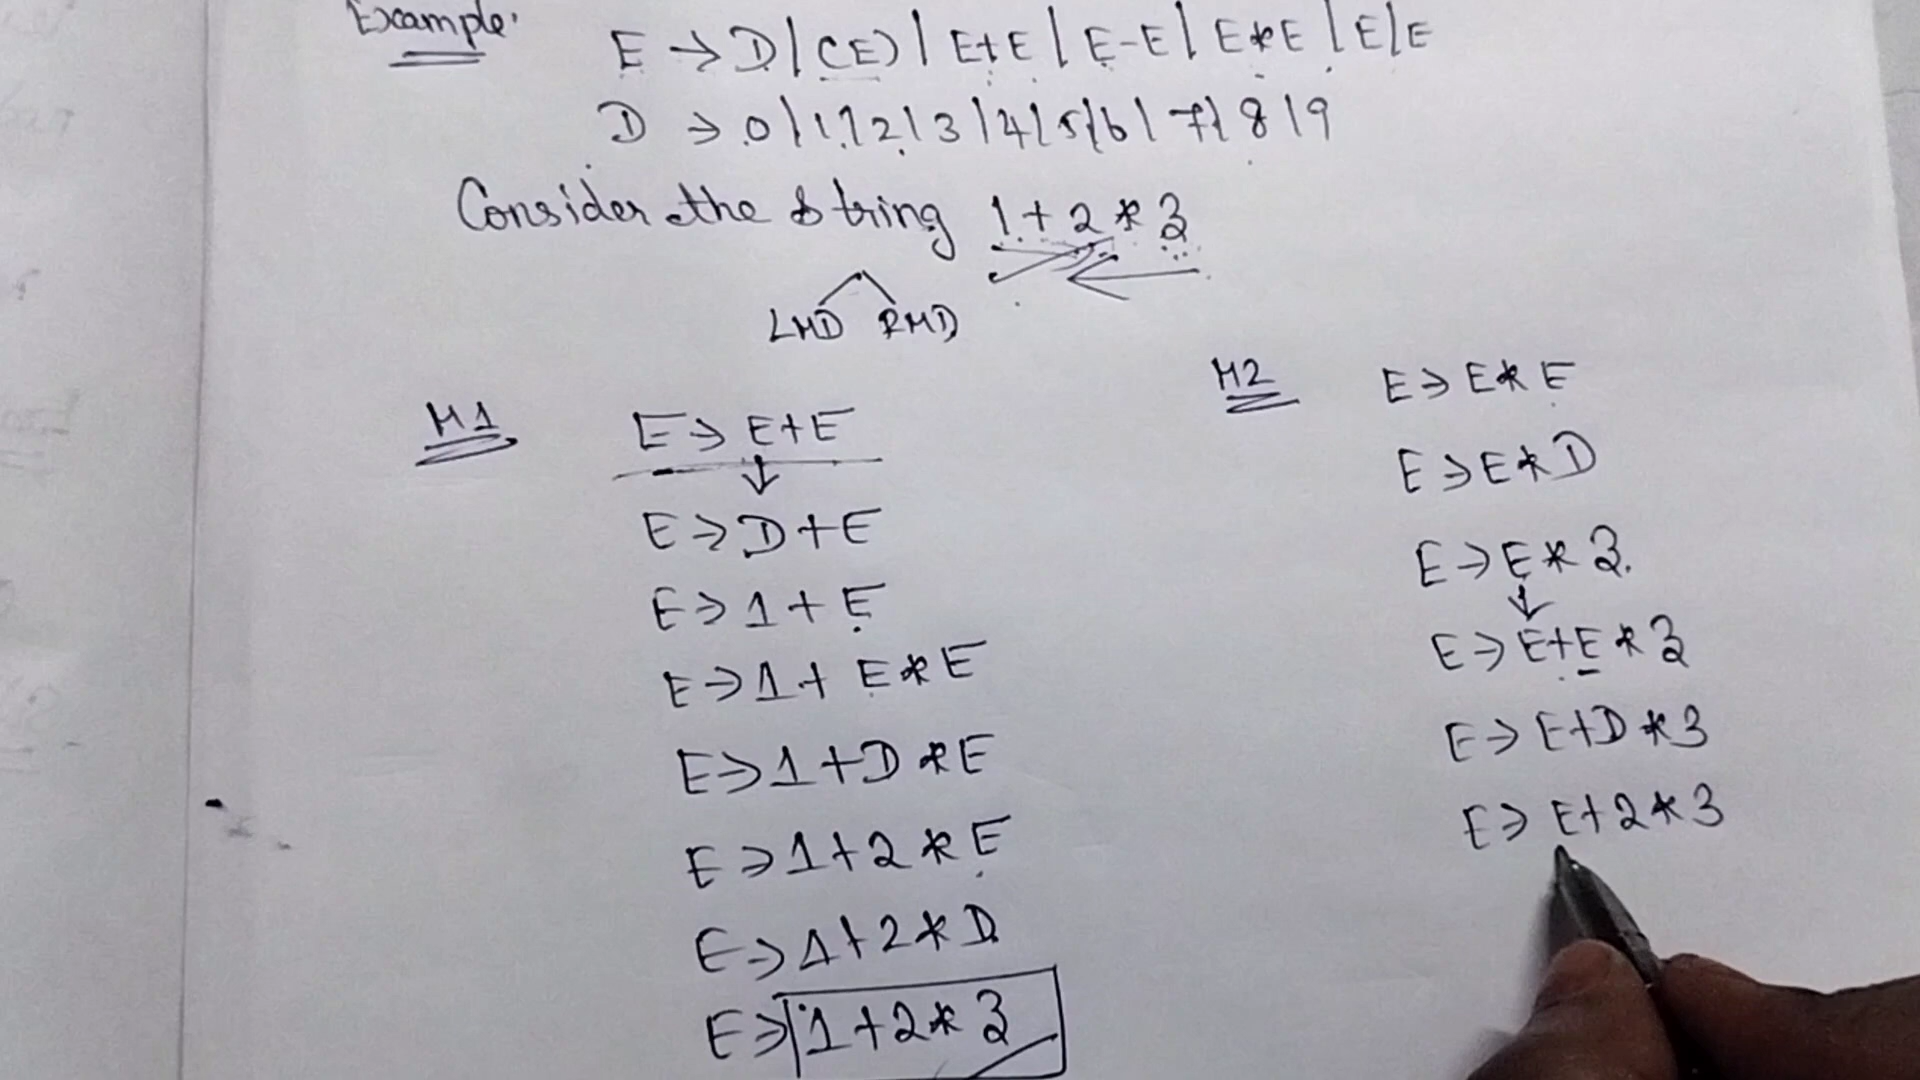 Example:
E → D | (E) | E+E | E-E | E*E | E/E
D → 0 | 1 | 2 | 3 | 4 | 5 | 6 | 7 | 8 | 9
Consider the string 1 + 2 * 3
LMD RMD
M1
E → E+E
E → D+E
E → 1+E
E → 1+E*E
E → 1+D*E
E → 1+2*E
E → 1+2*D
E → 1+2*3
M2
E → E*E
E → E*D
E → E*3.
E → E+E*3
E → E+D*3
E → E+2*3